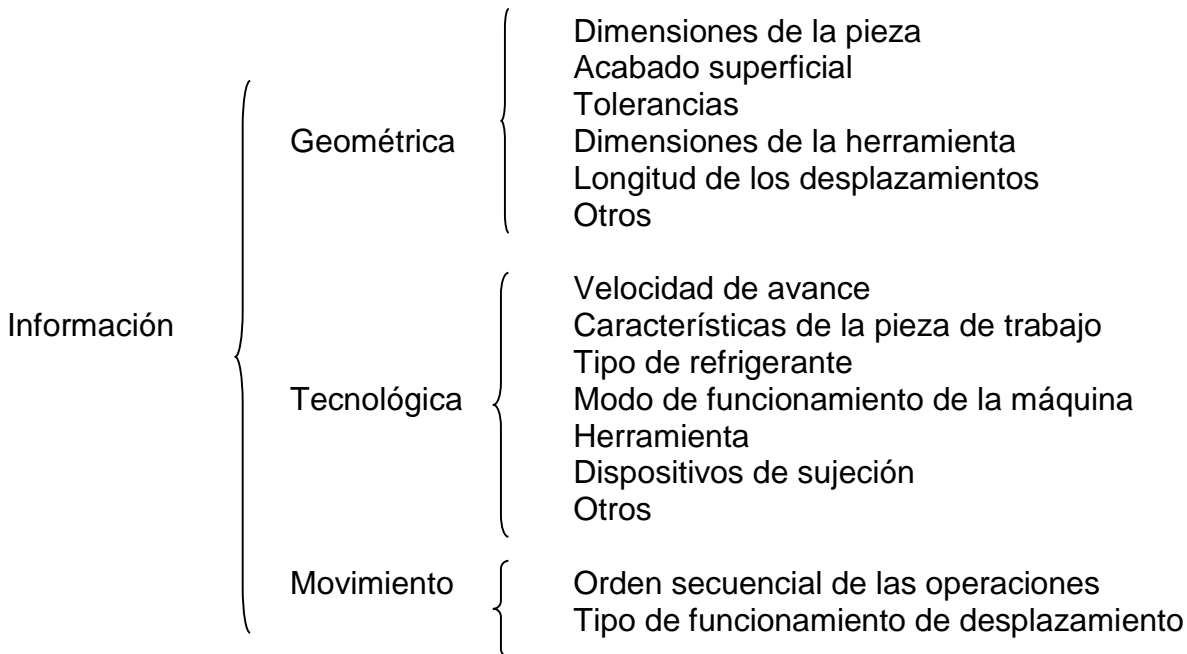 Información
Geométrica
Dimensiones de la pieza
Acabado superficial
Tolerancias
Dimensiones de la herramienta
Longitud de los desplazamientos
Otros
Tecnológica
Velocidad de avance
Características de la pieza de trabajo
Tipo de refrigerante
Modo de funcionamiento de la máquina
Herramienta
Dispositivos de sujeción
Otros
Movimiento
Orden secuencial de las operaciones
Tipo de funcionamiento de desplazamiento